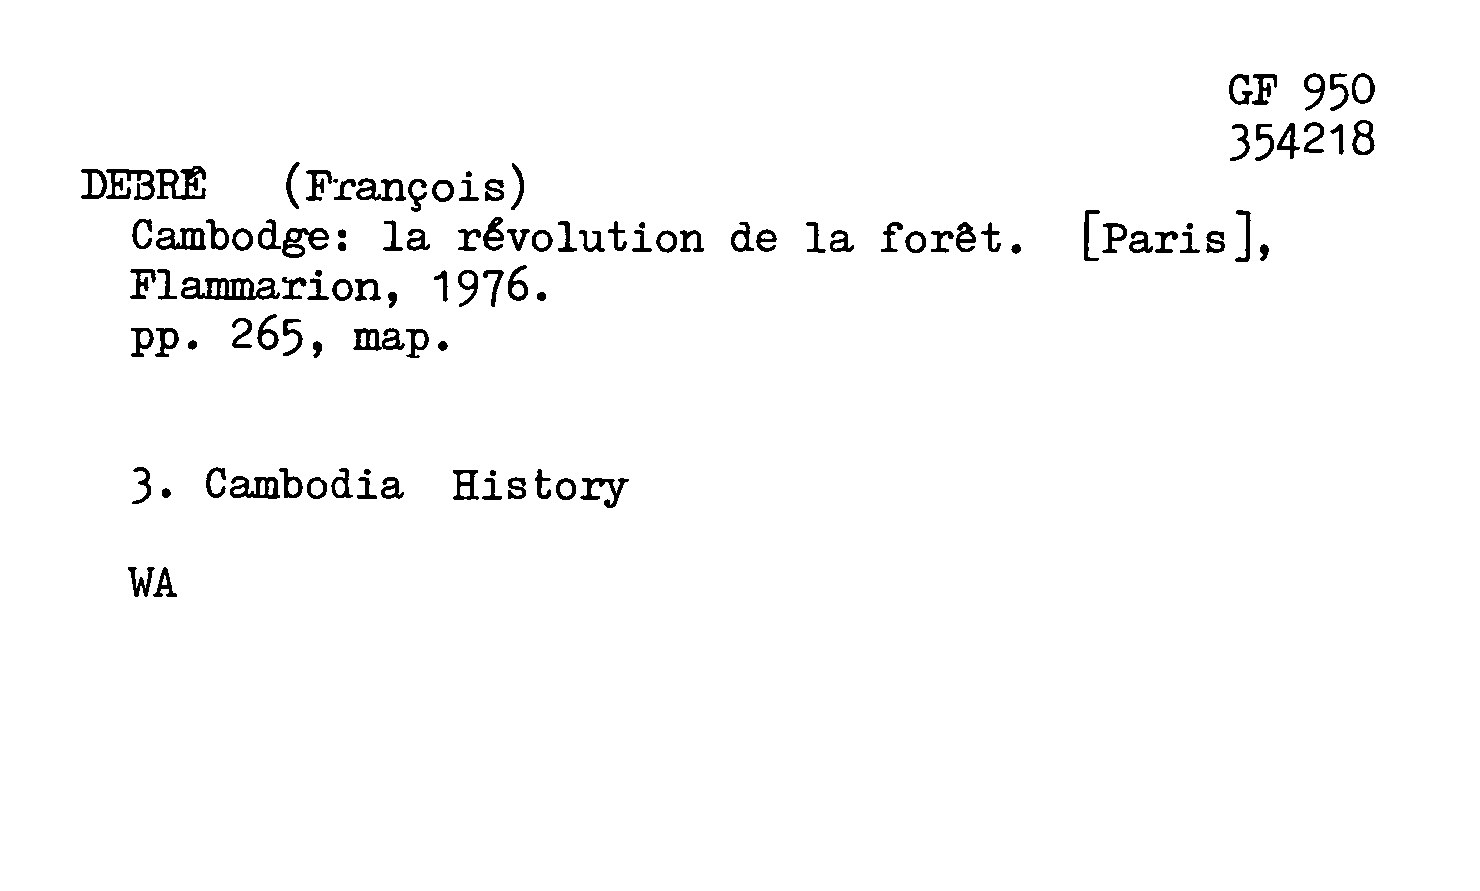 GF 950
354218
DEBRÉ (François)
Cambodge: la révolution de la forêt. [Paris],
Flammarion, 1976.
pp. 265, map.
3. Cambodia History
WA